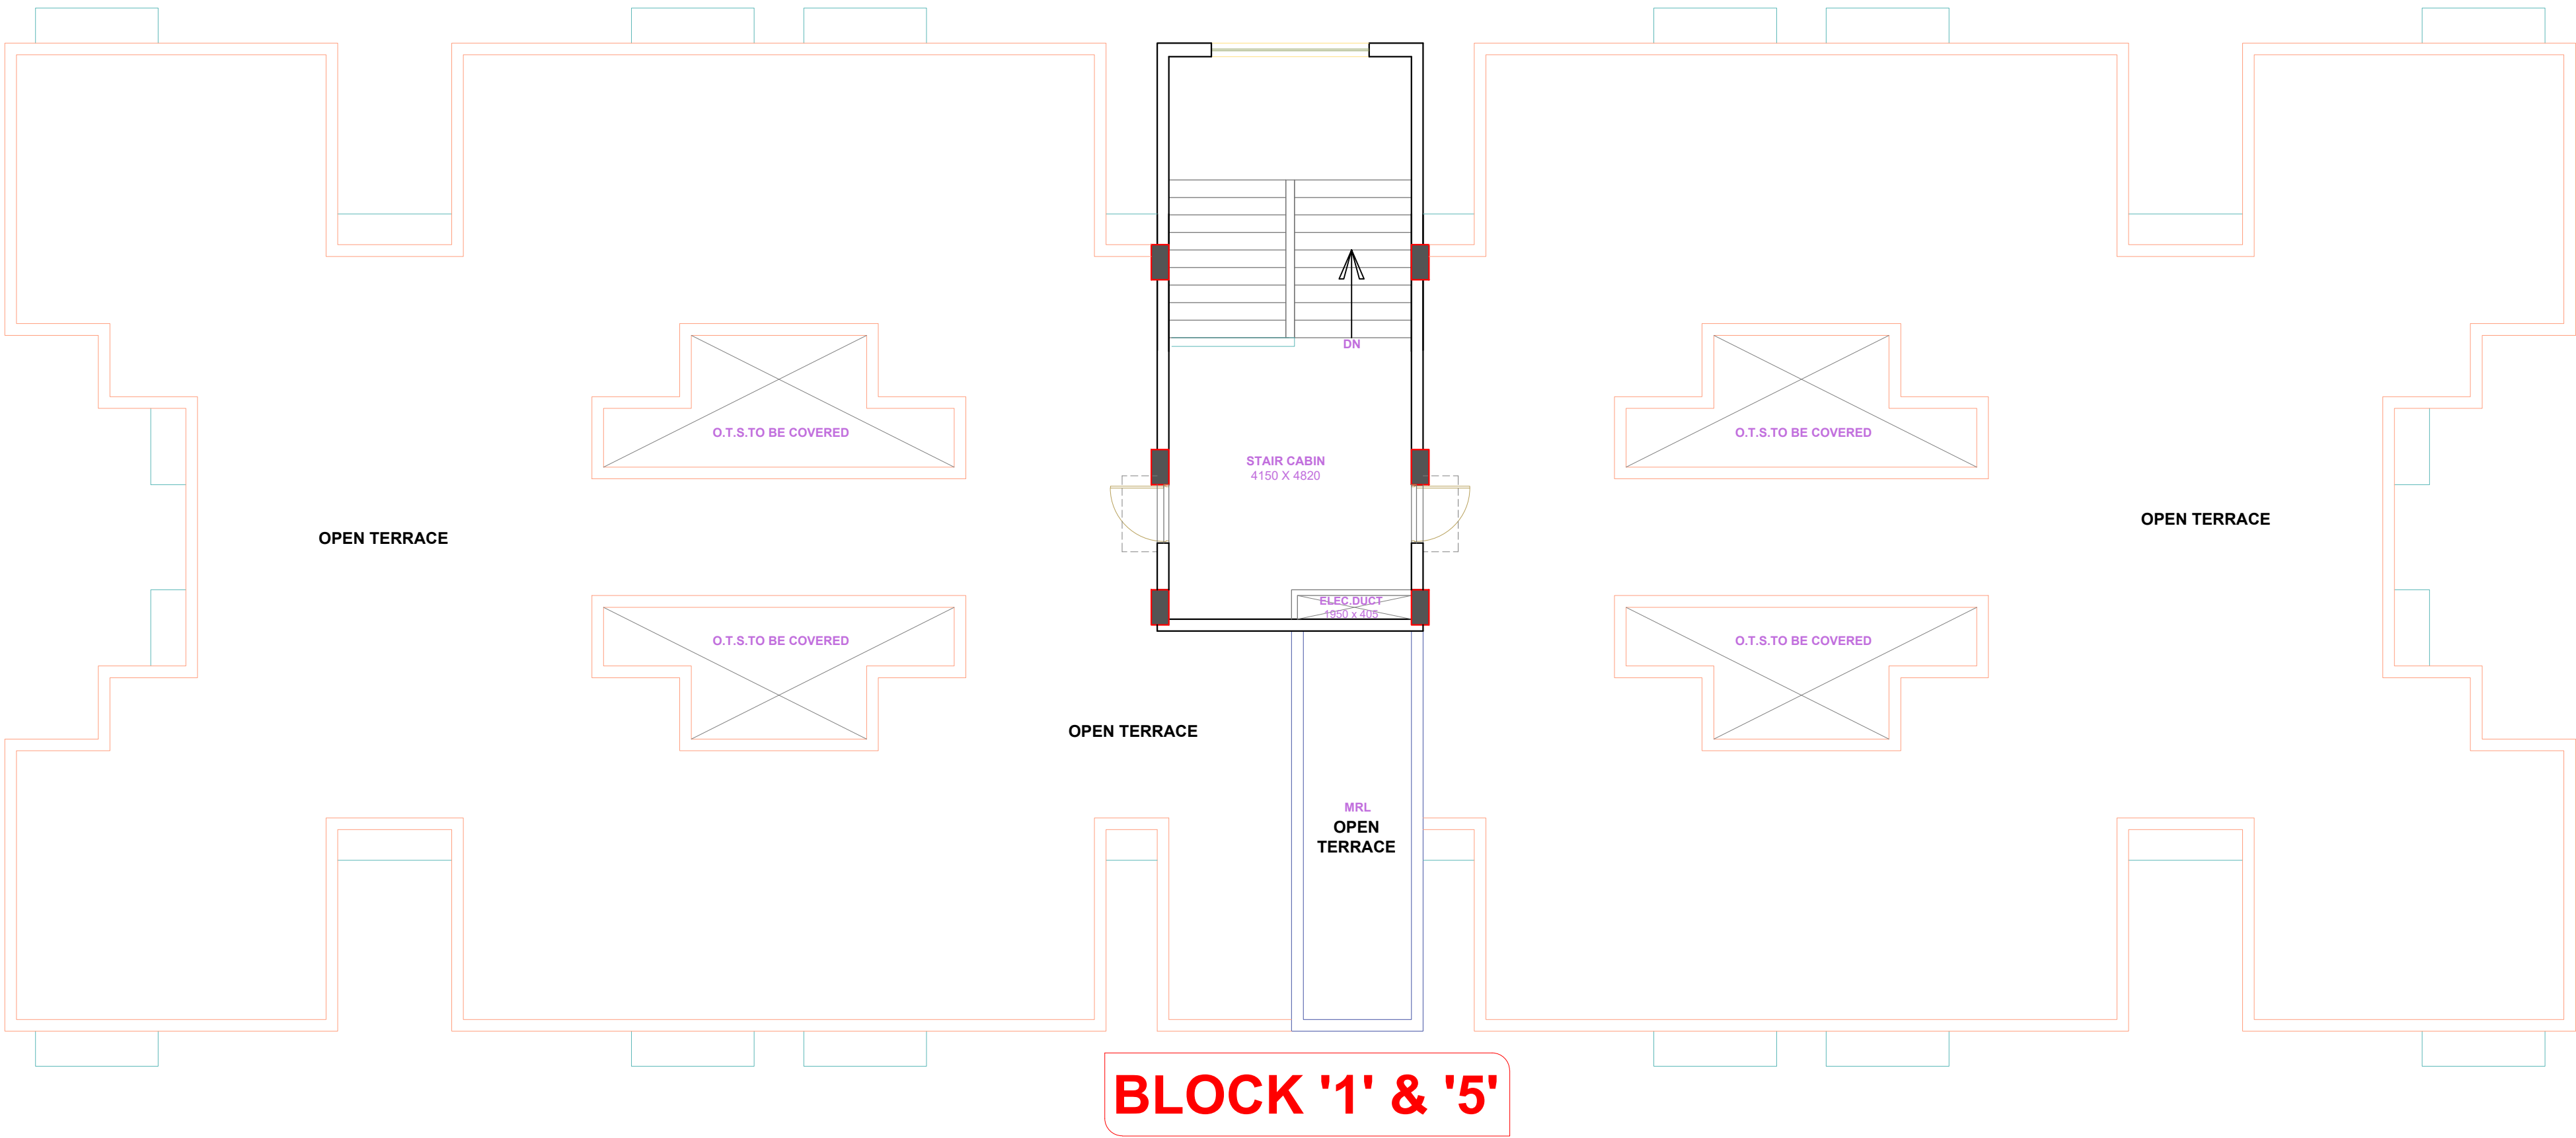 DN
O.T.S.TO BE COVERED
O.T.S.TO BE COVERED
STAIR CABIN
4150 X 4820
OPEN TERRACE
OPEN TERRACE
ELEC.DUCT
1950 x 405
O.T.S.TO BE COVERED
O.T.S.TO BE COVERED
OPEN TERRACE
MRL
OPEN
TERRACE
BLOCK '1' & '5'